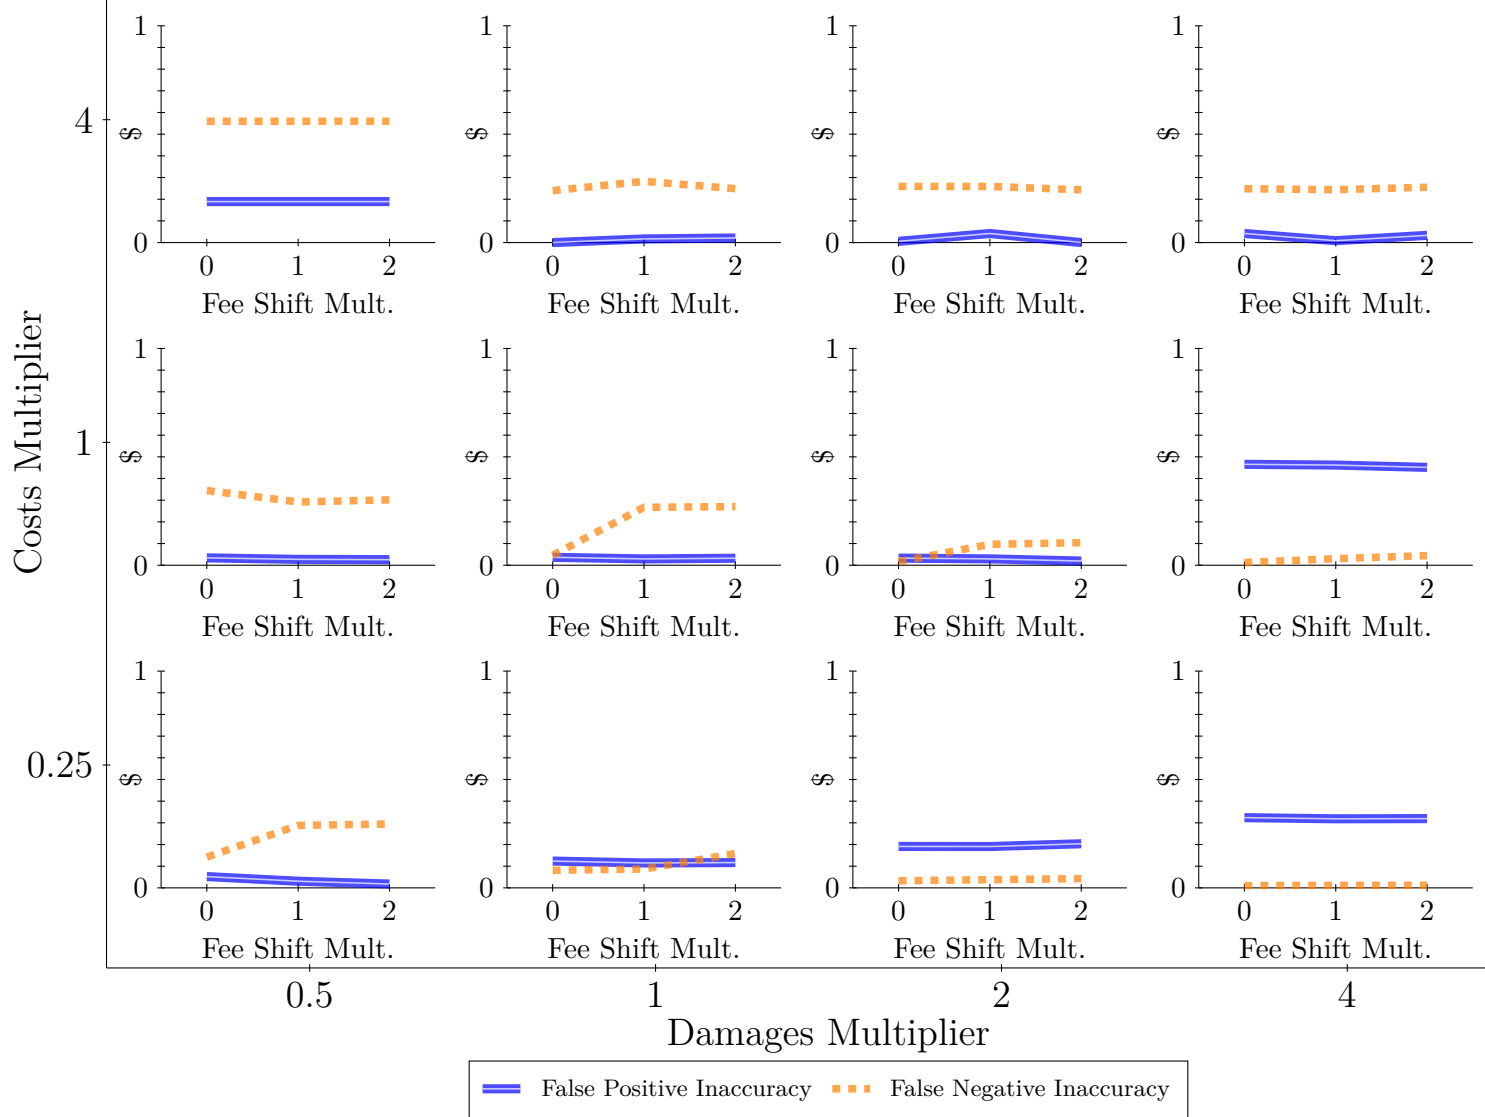 1
1
1
1
4
$
$
$
$
0
0
0
0
0 1 2
0 1 2
0 1 2
0 1 2
Fee Shift Mult.
Fee Shift Mult.
Fee Shift Mult.
Fee Shift Mult.
Costs Multiplier
1
1
1
1
1
$
$
$
$
0
0
0
0
0 1 2
0 1 2
0 1 2
0 1 2
Fee Shift Mult.
Fee Shift Mult.
Fee Shift Mult.
Fee Shift Mult.
1
1
1
1
0.25
$
$
$
$
0
0
0
0
0 1 2
0 1 2
0 1 2
0 1 2
Fee Shift Mult.
Fee Shift Mult.
Fee Shift Mult.
Fee Shift Mult.
0.5 1 2 4
Damages Multiplier
False Positive Inaccuracy False Negative Inaccuracy